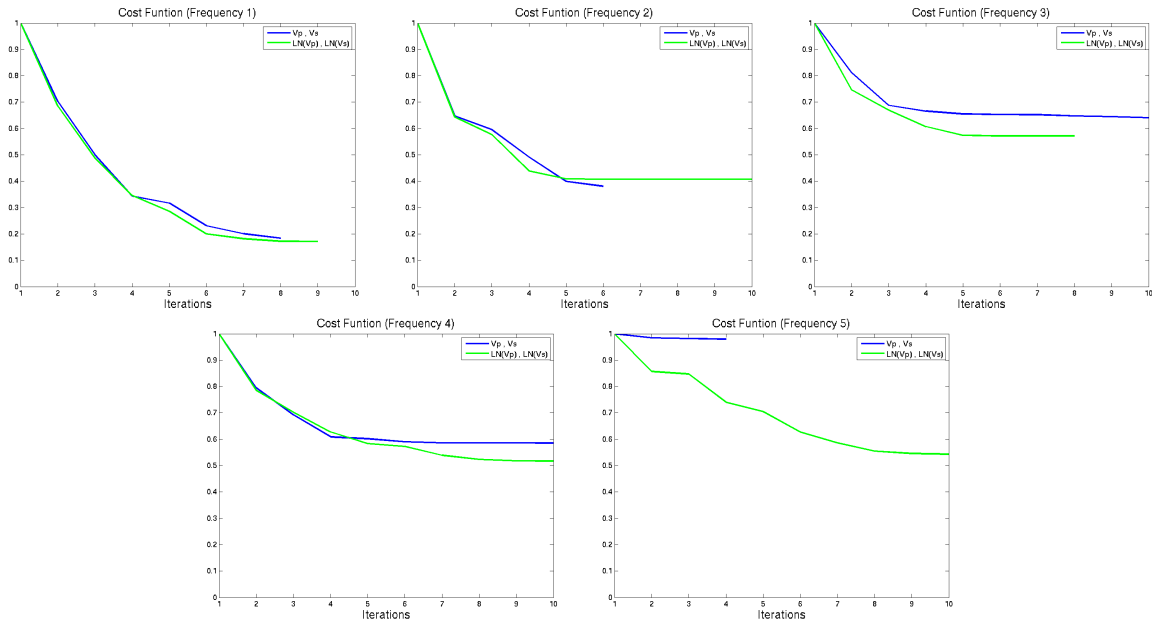 Cost Funtion (Frequency 1)
Vp , Vs
LN(Vp) , LN(Vs)
1
0.9
0.8
0.7
0.6
0.5
0.4
0.3
0.2
0.1
0
1 2 3 4 5 6 7 8 9 10
Iterations
Cost Funtion (Frequency 2)
Vp , Vs
LN(Vp) , LN(Vs)
1
0.9
0.8
0.7
0.6
0.5
0.4
0.3
0.2
0.1
0
1 2 3 4 5 6 7 8 9 10
Iterations
Cost Funtion (Frequency 3)
Vp , Vs
LN(Vp) , LN(Vs)
1
0.9
0.8
0.7
0.6
0.5
0.4
0.3
0.2
0.1
0
1 2 3 4 5 6 7 8 9 10
Iterations
Cost Funtion (Frequency 4)
Vp , Vs
LN(Vp) , LN(Vs)
1
0.9
0.8
0.7
0.6
0.5
0.4
0.3
0.2
0.1
0
1 2 3 4 5 6 7 8 9 10
Iterations
Cost Funtion (Frequency 5)
Vp , Vs
LN(Vp) , LN(Vs)
1
0.9
0.8
0.7
0.6
0.5
0.4
0.3
0.2
0.1
0
1 2 3 4 5 6 7 8 9 10
Iterations